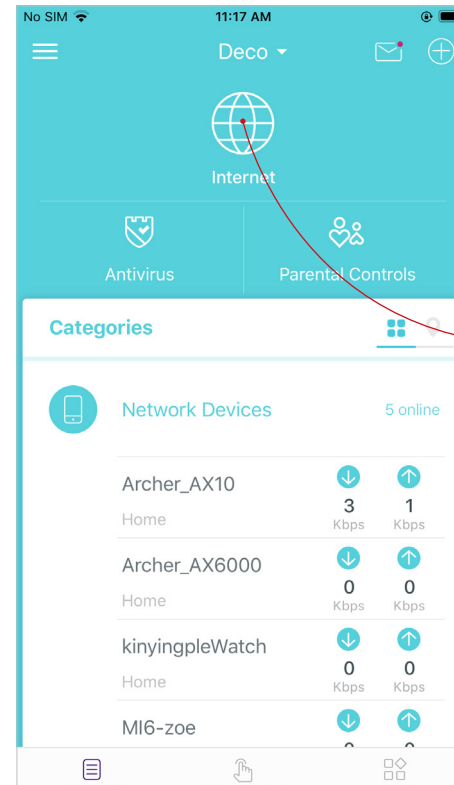 No SIM 11:17 AM
Deco
Internet
Antivirus Parental Controls
Categories
Network Devices 5 online
Archer_AX10
3 1
Home Kbps Kbps
Archer_AX6000
0 0
Home Kbps Kbps
kinyingpleWatch
0 0
Home Kbps Kbps
MI6-zoe